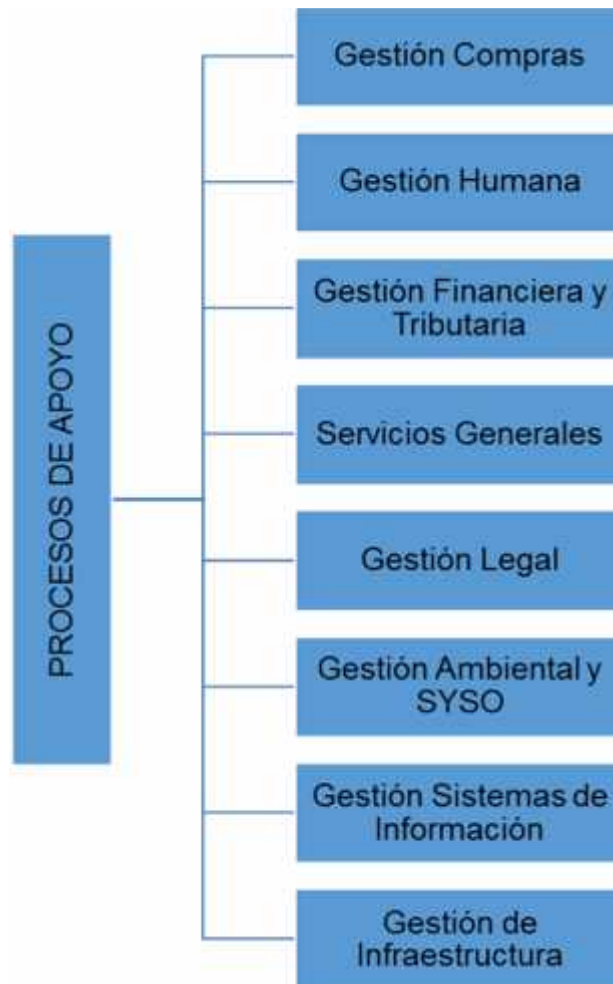 PROCESOS DE APOYO
Gestión Compras
Gestión Humana
Gestión Financiera y
Tributaria
Servicios Generales
Gestión Legal
Gestión Ambiental y
SYSO
Gestión Sistemas de
Información
Gestión de
Infraestructura